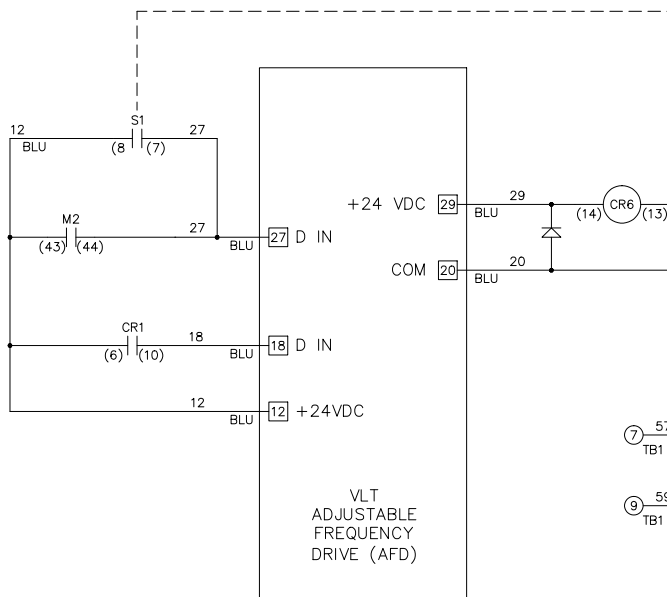 S1
12
BLU
(8
(7)
27
+24 VDC
29
29
BLU
(14)
CR6
(13)
M2
(43)
(44)
27
BLU
27
D IN
COM
20
20
BLU
CR1
(6)
(10)
18
BLU
18
D IN
12
BLU
12
+24VDC
7
57
TB1
VLT
ADJUSTABLE
FREQUENCY
DRIVE (AFD)
9
59
TB1